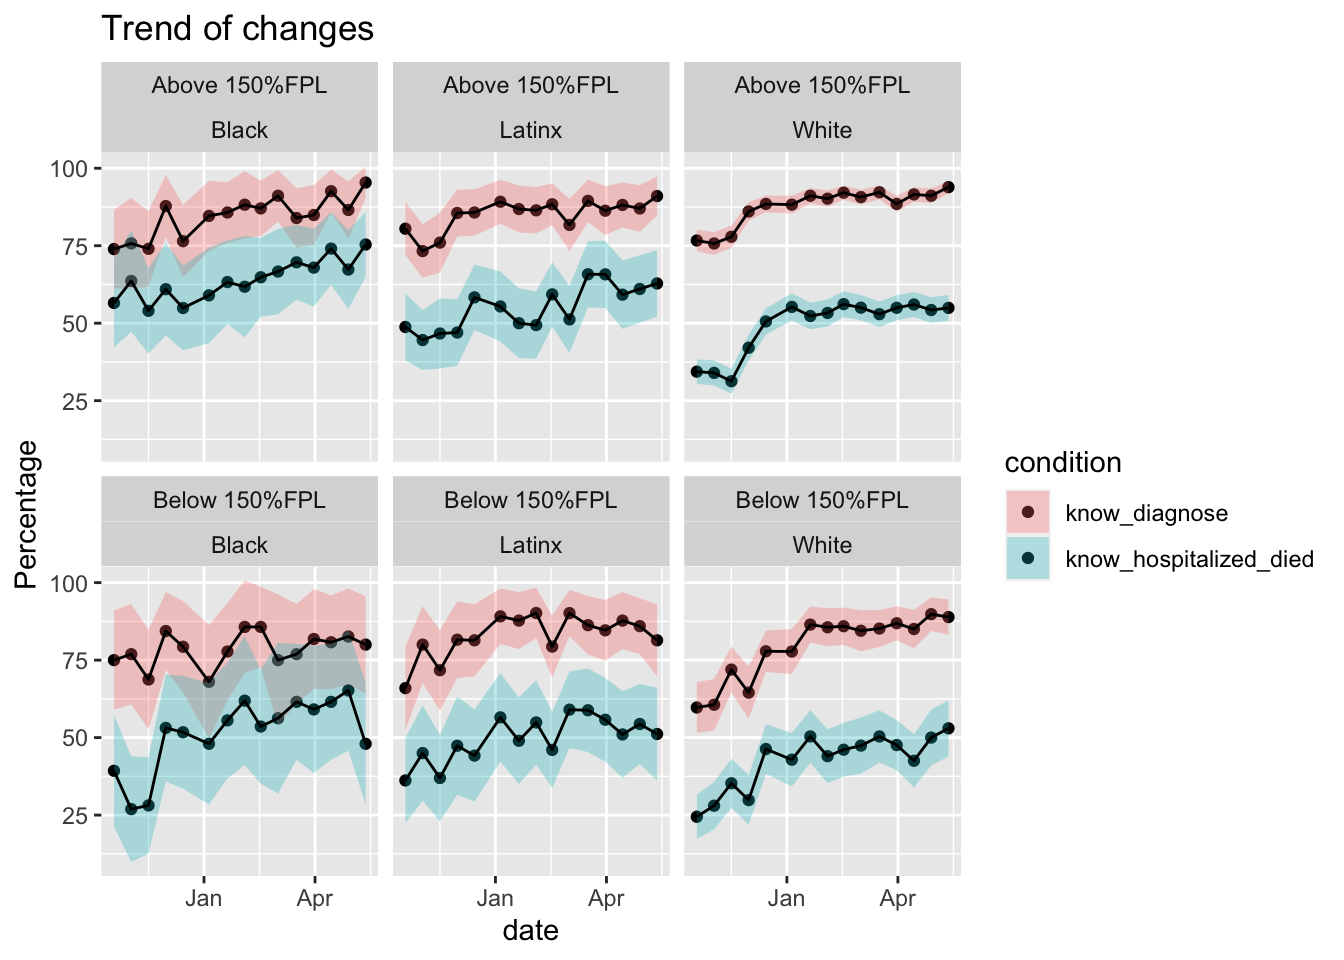 Trend of changes
Above 150%FPL
Black
Above 150%FPL
Latinx
Above 150%FPL
White
100
75
50
25
Below 150%FPL
Black
Below 150%FPL
Latinx
Below 150%FPL
White
100
75
50
25
Jan Apr
Jan Apr
Jan Apr
date
Percentage
condition
know_diagnose
know_hospitalized_died